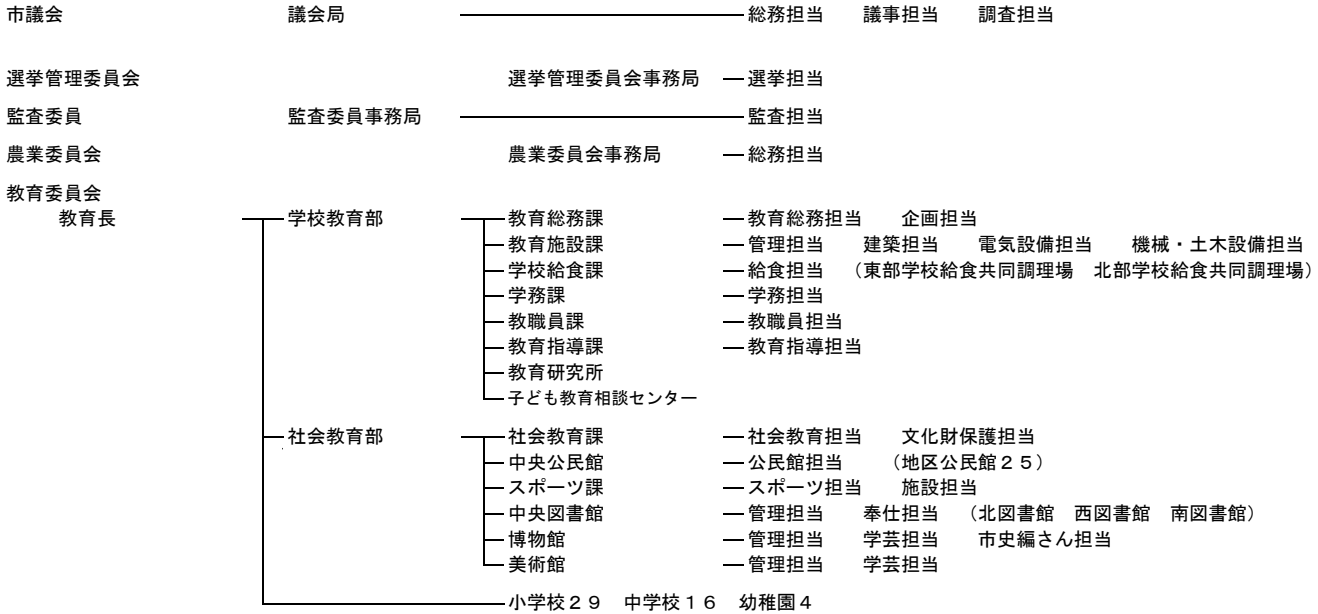 市議会　議会局　総務担当　議事担当　調査担当
選挙管理委員会　選挙管理委員会事務局　選挙担当
監査委員　監査委員事務局　監査担当
農業委員会　農業委員会事務局　総務担当
教育委員会
教育長　学校教育部　教育総務課　教育総務担当　企画担当
教育施設課　管理担当　建築担当　電気設備担当　機械・土木設備担当
学校給食課　給食担当　（東部学校給食共同調理場　北部学校給食共同調理場）
学務課　学務担当
教職員課　教職員担当
教育指導課　教育指導担当
教育研究所
子ども教育相談センター
社会教育部　社会教育課　社会教育担当　文化財保護担当
中央公民館　公民館担当　（地区公民館２５）
スポーツ課　スポーツ担当　施設担当
中央図書館　管理担当　奉仕担当　（北図書館　西図書館　南図書館）
博物館　管理担当　学芸担当　市史編さん担当
美術館　管理担当　学芸担当
小学校２９　中学校１６　幼稚園４